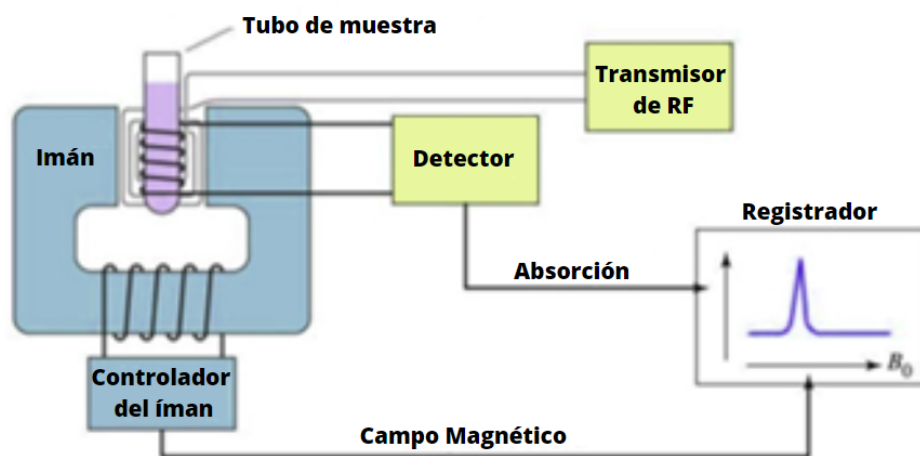 Tubo de muestra
Transmisor
de RF
Imán
Detector
Registrador
Absorción
B₀
Controlador
del íman
Campo Magnético